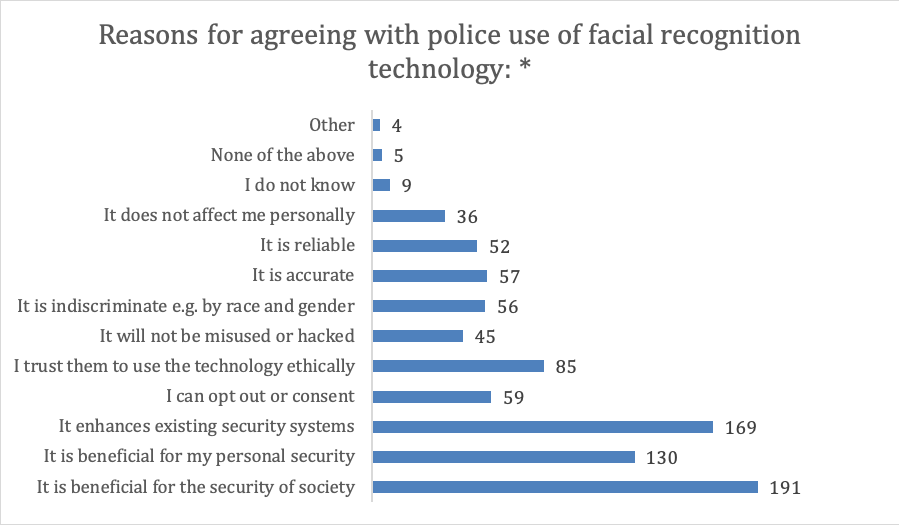 Reasons for agreeing with police use of facial recognition
technology: *
Other 4
None of the above 5
I do not know 9
It does not affect me personally 36
It is reliable 52
It is accurate 57
It is indiscriminate e.g. by race and gender 56
It will not be misused or hacked 45
I trust them to use the technology ethically 85
I can opt out or consent 59
It enhances existing security systems 169
It is beneficial for my personal security 130
It is beneficial for the security of society 191